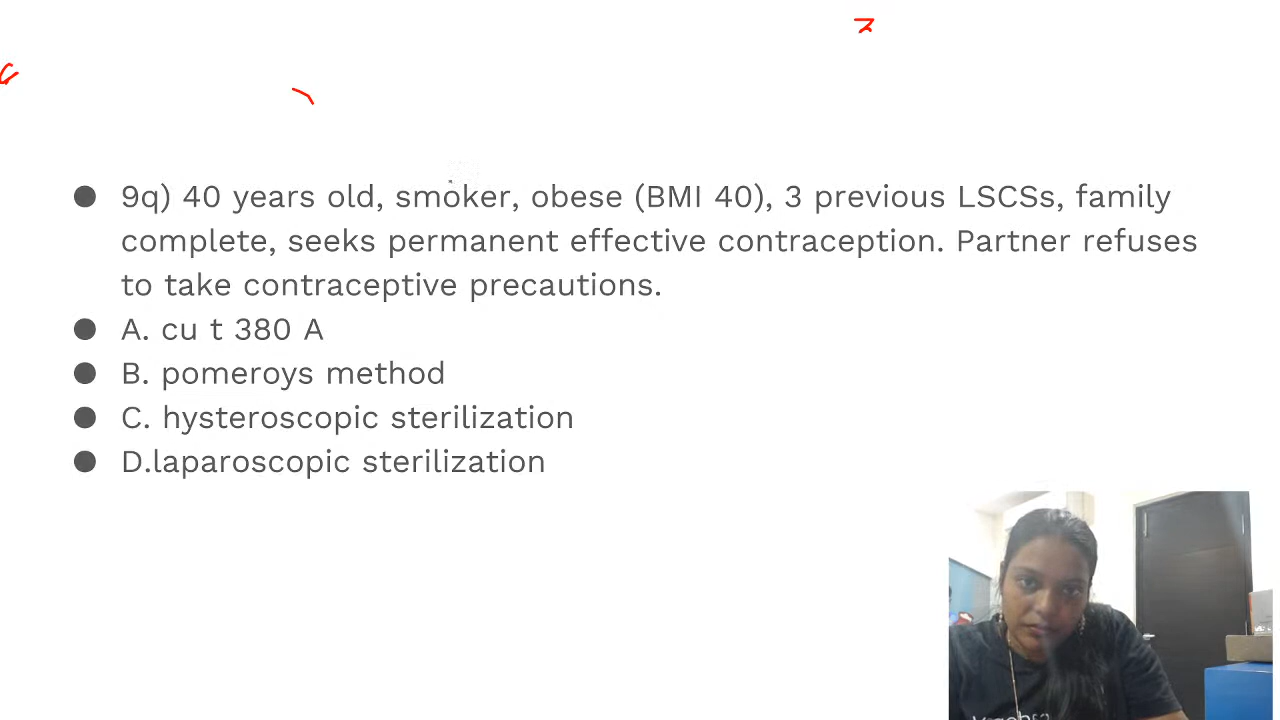 ● 9q) 40 years old, smoker, obese (BMI 40), 3 previous LSCSs, family
complete, seeks permanent effective contraception. Partner refuses
to take contraceptive precautions.
● A. cu t 380 A
● B. pomeroys method
● C. hysteroscopic sterilization
● D.laparoscopic sterilization